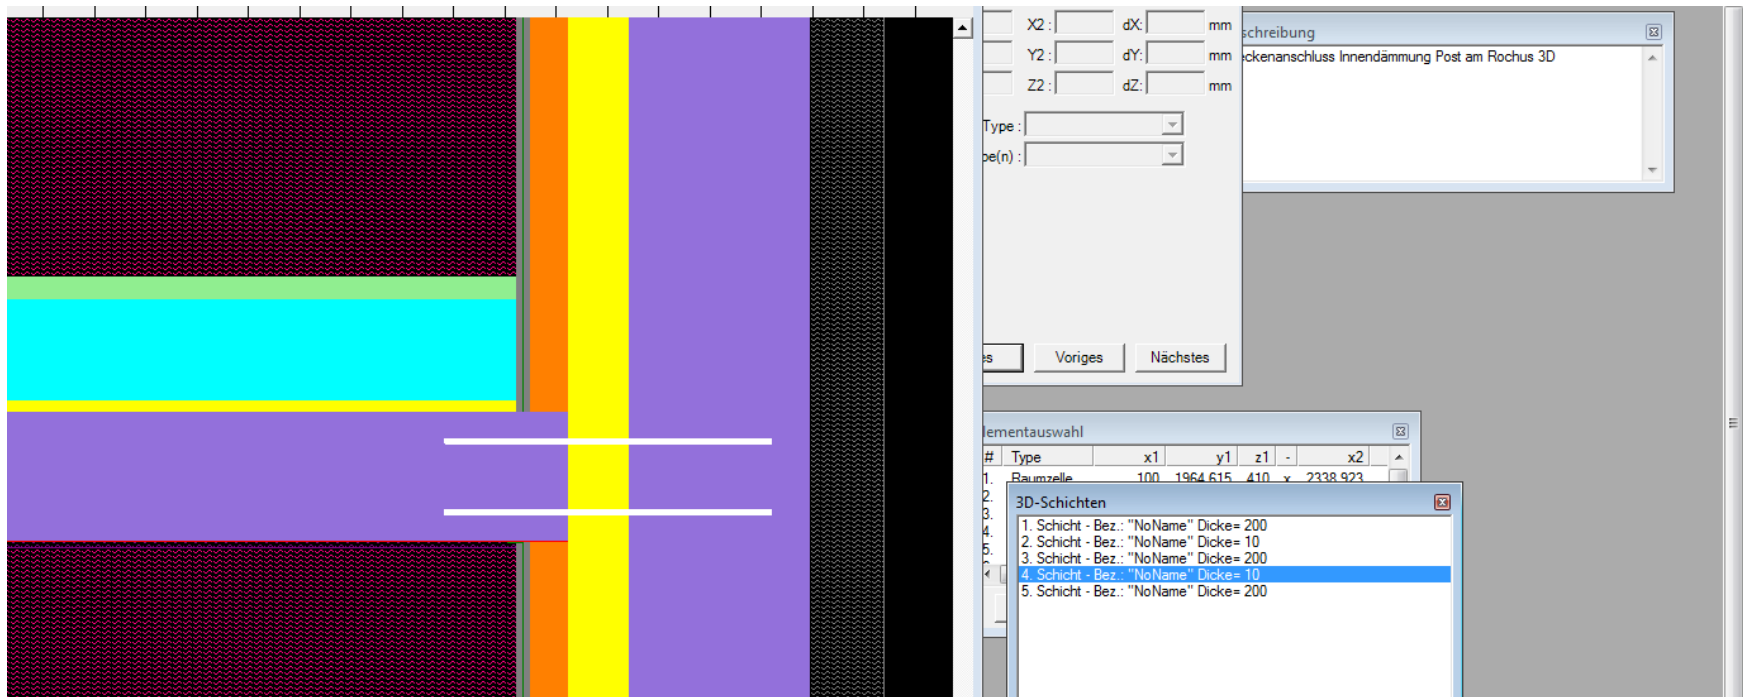 X2 : dX: mm
Y2 : dY: mm
Z2 : dZ: mm
Type :
pe(n) :
es Voriges Nächstes
schreibung
eckenanschluss Innendämmung Post am Rochus 3D
lementauswahl
# Type x1 y1 z1 - x2
1. Raumzelle 100 1964.615 410 x 2338.923
2.
3.
4.
5.
3D-Schichten
1. Schicht - Bez.: "NoName" Dicke= 200
2. Schicht - Bez.: "NoName" Dicke= 10
3. Schicht - Bez.: "NoName" Dicke= 200
4. Schicht - Bez.: "NoName" Dicke= 10
5. Schicht - Bez.: "NoName" Dicke= 200